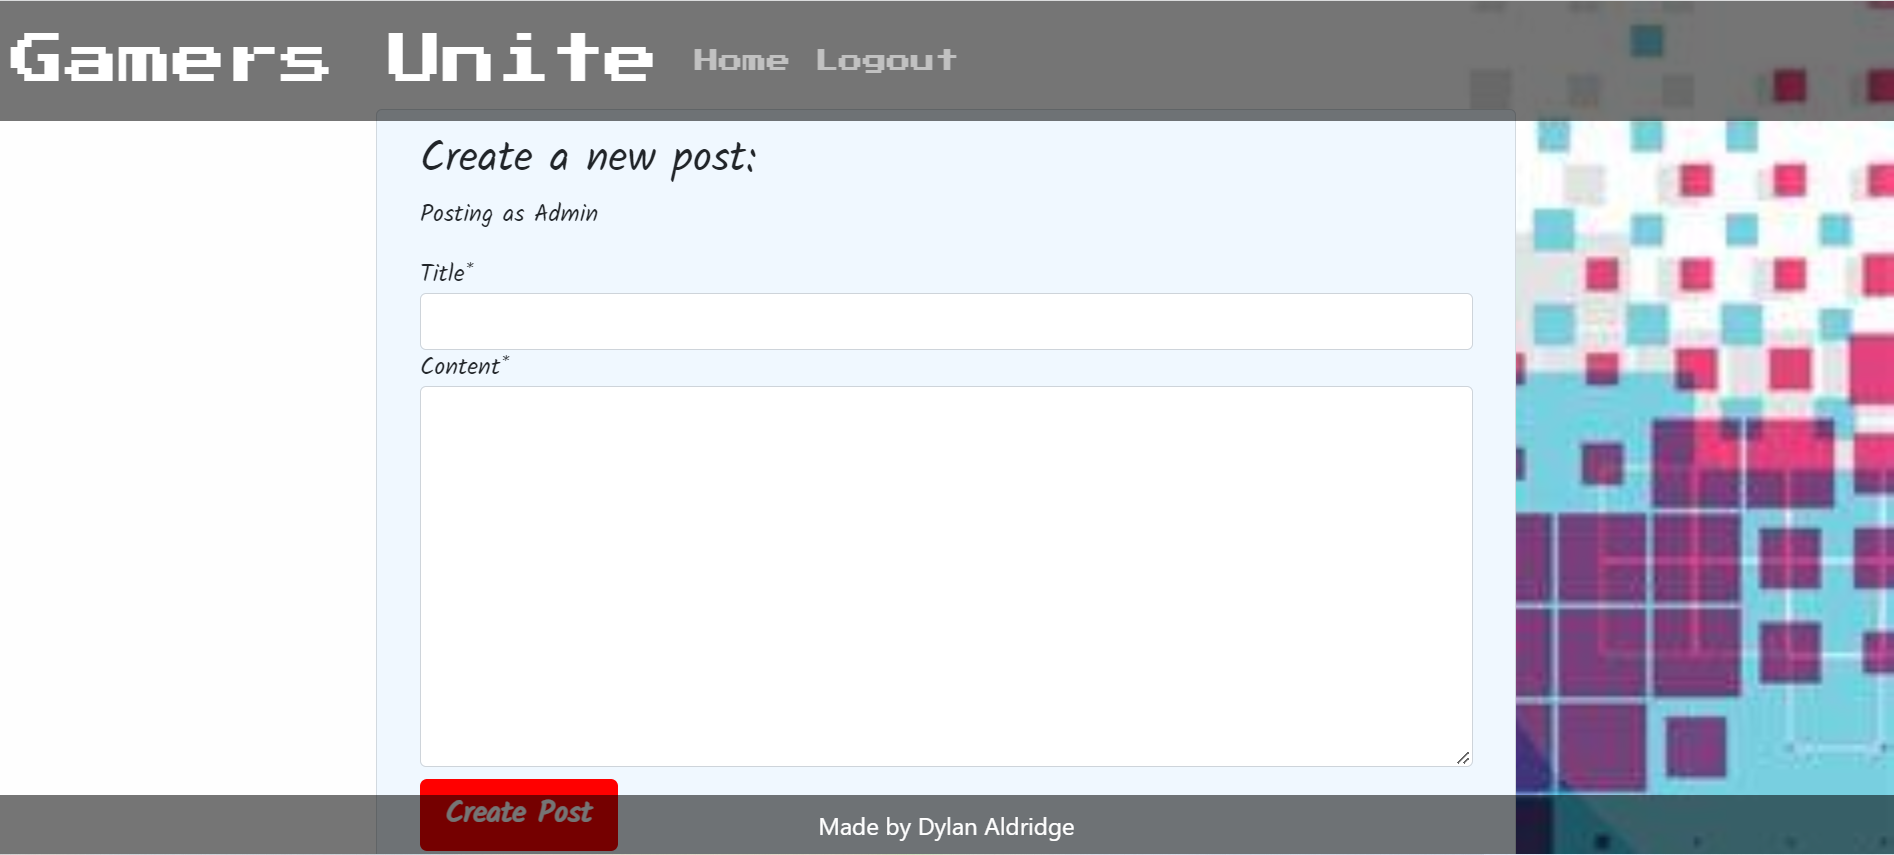 Gamers Unite Home Logout
Create a new post:
Posting as Admin
Title*
Content*
Create Post
Made by Dylan Aldridge